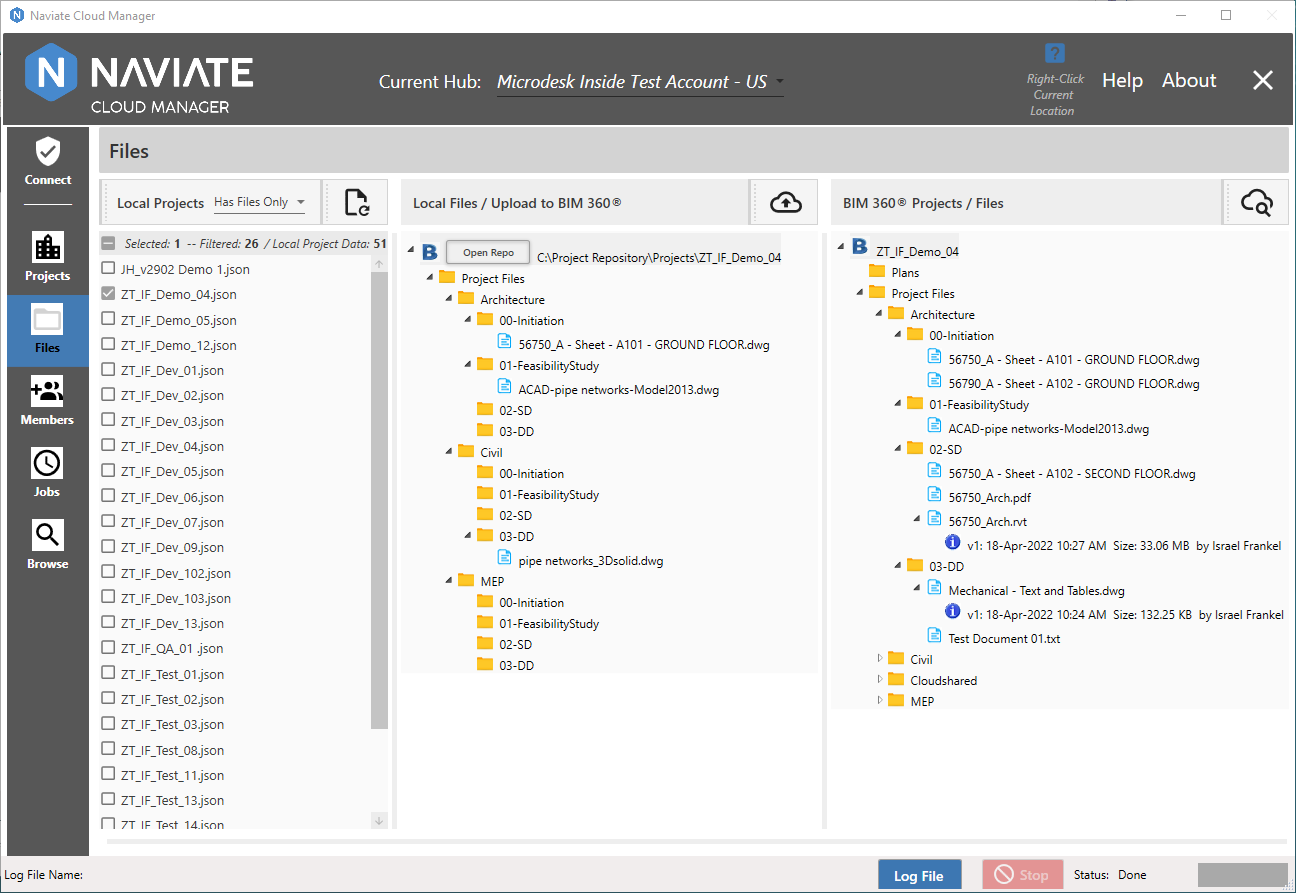 Naviate Cloud Manager
NAVIATE
CLOUD MANAGER
Current Hub: Microdesk Inside Test Account - US
?
Right-Click
Current
Location
Help
About
Connect
Projects
Files
Members
Jobs
Browse
Files
Local Projects
Has Files Only
Selected: 1 -- Filtered: 26 / Local Project Data: 51
JH_v2902 Demo 1.json
ZT_IF_Demo_04.json
ZT_IF_Demo_05.json
ZT_IF_Demo_12.json
ZT_IF_Dev_01.json
ZT_IF_Dev_02.json
ZT_IF_Dev_03.json
ZT_IF_Dev_04.json
ZT_IF_Dev_05.json
ZT_IF_Dev_06.json
ZT_IF_Dev_07.json
ZT_IF_Dev_09.json
ZT_IF_Dev_102.json
ZT_IF_Dev_103.json
ZT_IF_Dev_13.json
ZT_IF_QA_01 .json
ZT_IF_Test_01.json
ZT_IF_Test_02.json
ZT_IF_Test_03.json
ZT_IF_Test_08.json
ZT_IF_Test_11.json
ZT_IF_Test_13.json
ZT_IF_Test_14.json
Local Files / Upload to BIM 360®
B Open Repo C:\Project Repository\Projects\ZT_IF_Demo_04
Project Files
Architecture
00-Initiation
56750_A - Sheet - A101 - GROUND FLOOR.dwg
01-FeasibilityStudy
ACAD-pipe networks-Model2013.dwg
02-SD
03-DD
Civil
00-Initiation
01-FeasibilityStudy
02-SD
03-DD
pipe networks_3Dsolid.dwg
MEP
00-Initiation
01-FeasibilityStudy
02-SD
03-DD
BIM 360® Projects / Files
B ZT_IF_Demo_04
Plans
Project Files
Architecture
00-Initiation
56750_A - Sheet - A101 - GROUND FLOOR.dwg
56790_A - Sheet - A102 - GROUND FLOOR.dwg
01-FeasibilityStudy
ACAD-pipe networks-Model2013.dwg
02-SD
56750_A - Sheet - A102 - SECOND FLOOR.dwg
56750_Arch.pdf
56750_Arch.rvt
v1: 18-Apr-2022 10:27 AM Size: 33.06 MB by Israel Frankel
03-DD
Mechanical - Text and Tables.dwg
v1: 18-Apr-2022 10:24 AM Size: 132.25 KB by Israel Frankel
Test Document 01.txt
Civil
Cloudshared
MEP
Log File Name:
Log File
Stop
Status: Done